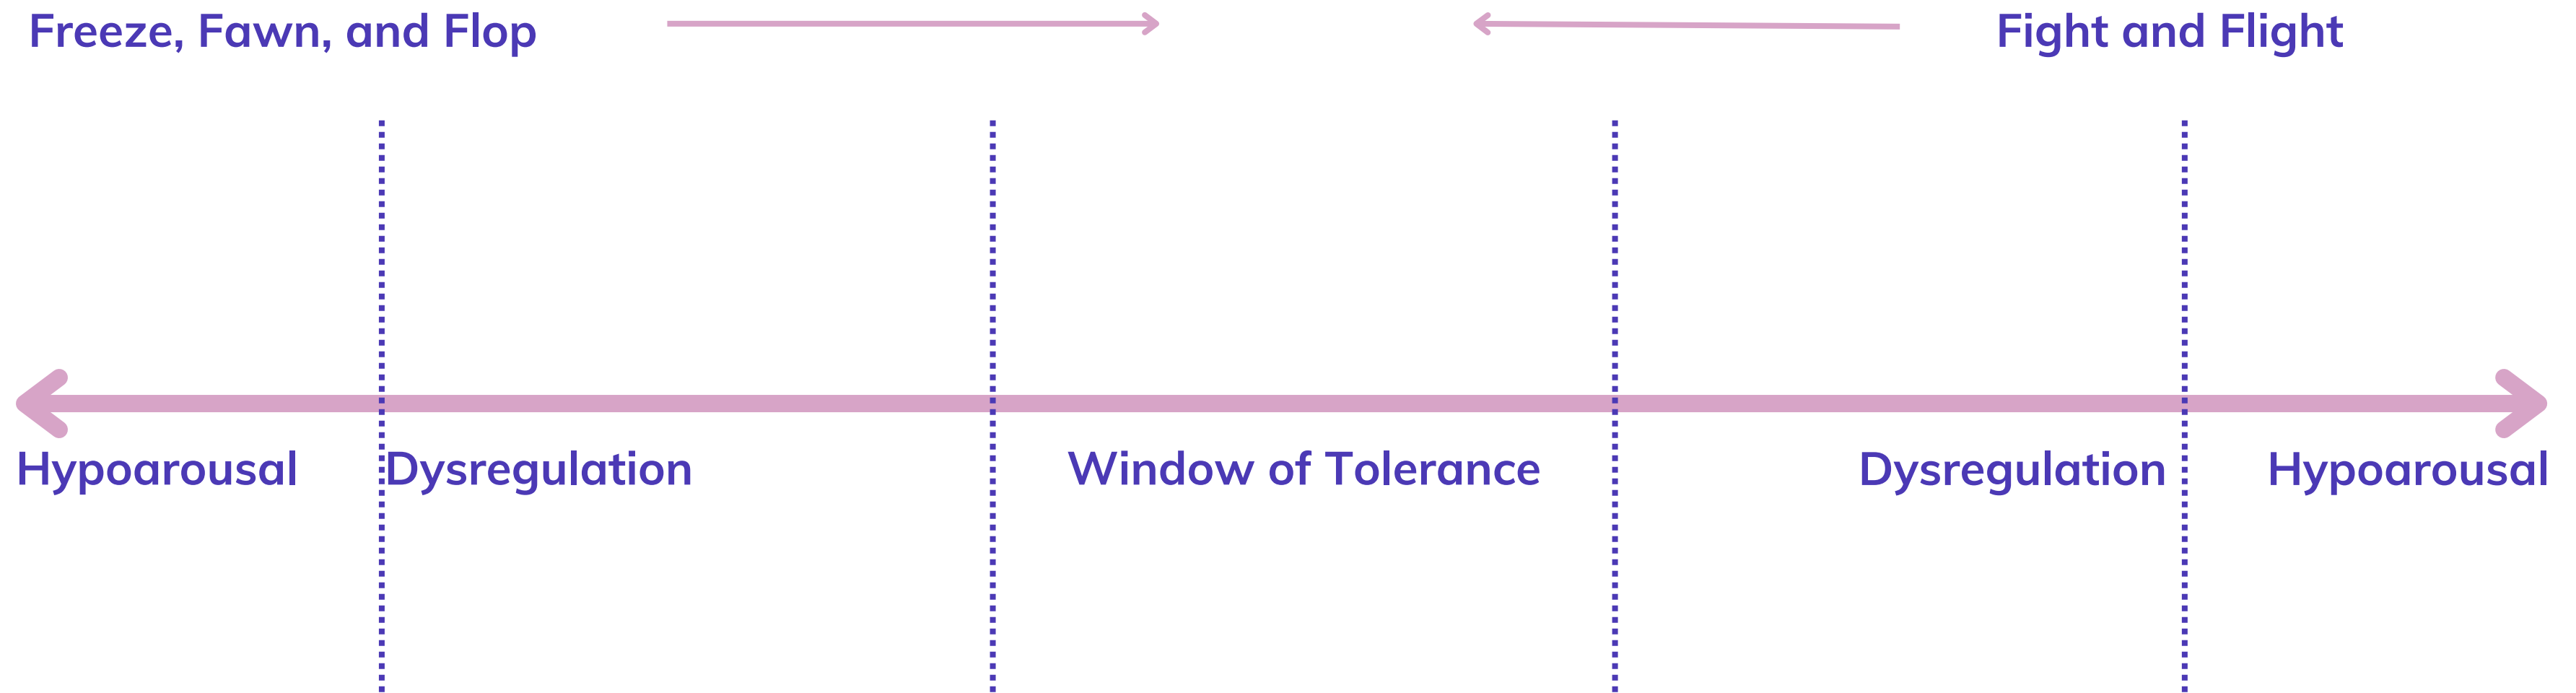 Freeze, Fawn, and Flop
Fight and Flight
Hypoarousal
Dysregulation
Window of Tolerance
Dysregulation
Hypoarousal